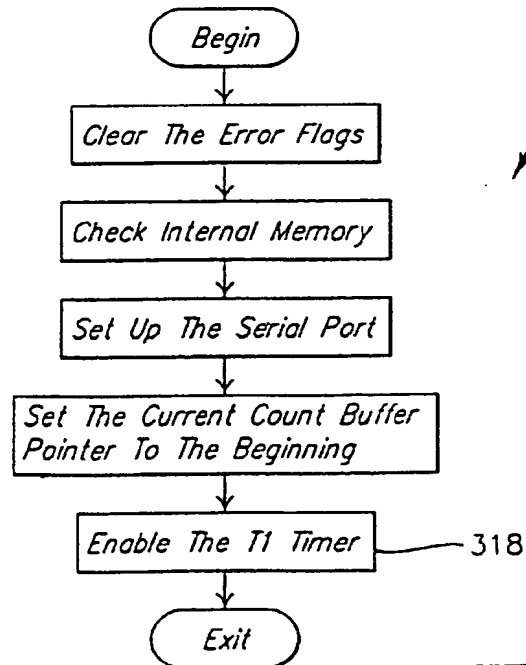 Begin
Clear The Error Flags
Check Internal Memory
Set Up The Serial Port
Set The Current Count Buffer
Pointer To The Beginning
Enable The T1 Timer
318
Exit